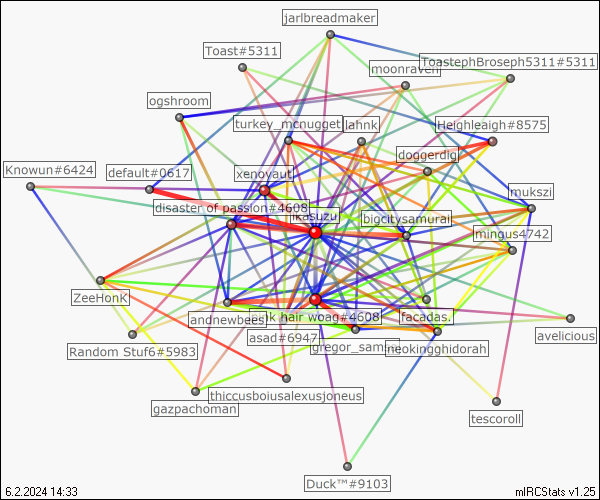 jarlbreadmaker
Toast#5311
ToastephBroseph5311#5311
moonraven
ogshroom
turkey_mcnugget
lahnk
Heighleaigh#8575
doggerdig
Knowun#6424
default#0617
xenoyaut
mukszi
disaster of passion#4608
ikasuzu
bigcitysamurai
mingus4742
ZeeHonK
andnewbees
pink hair woag#4608
facadas.
asad#6947
gregor_sams
neokingghidorah
avelicious
Random Stuf6#5983
thiccusboiusalexusjoneus
gazpachoman
tescoroll
Duck™#9103
6.2.2024 14:33
mIRCStats v1.25